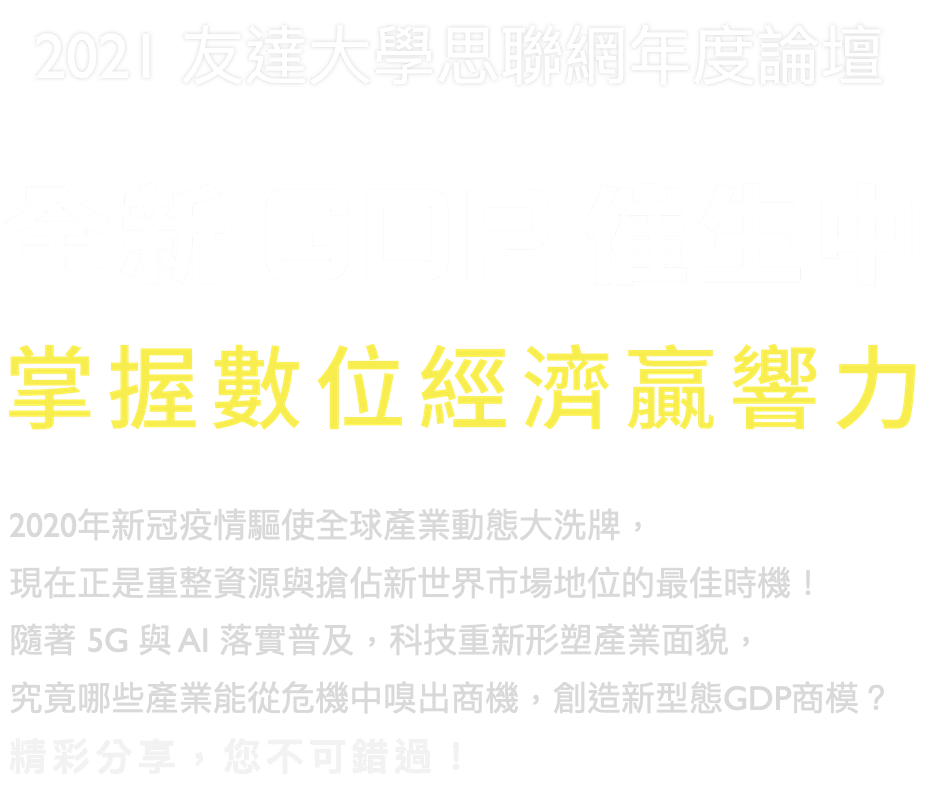 2021 友達大學思聯網年度論壇
全新 GDP 催生中
掌握數位經濟贏響力
2020年新冠疫情驅使全球產業動態大洗牌，
現在正是重整資源與搶佔新世界市場地位的最佳時機！
隨著 5G 與 AI 落實普及，科技重新形塑產業面貌，
究竟哪些產業能從危機中嗅出商機，創造新型態GDP商模？
精彩分享，您不可錯過！